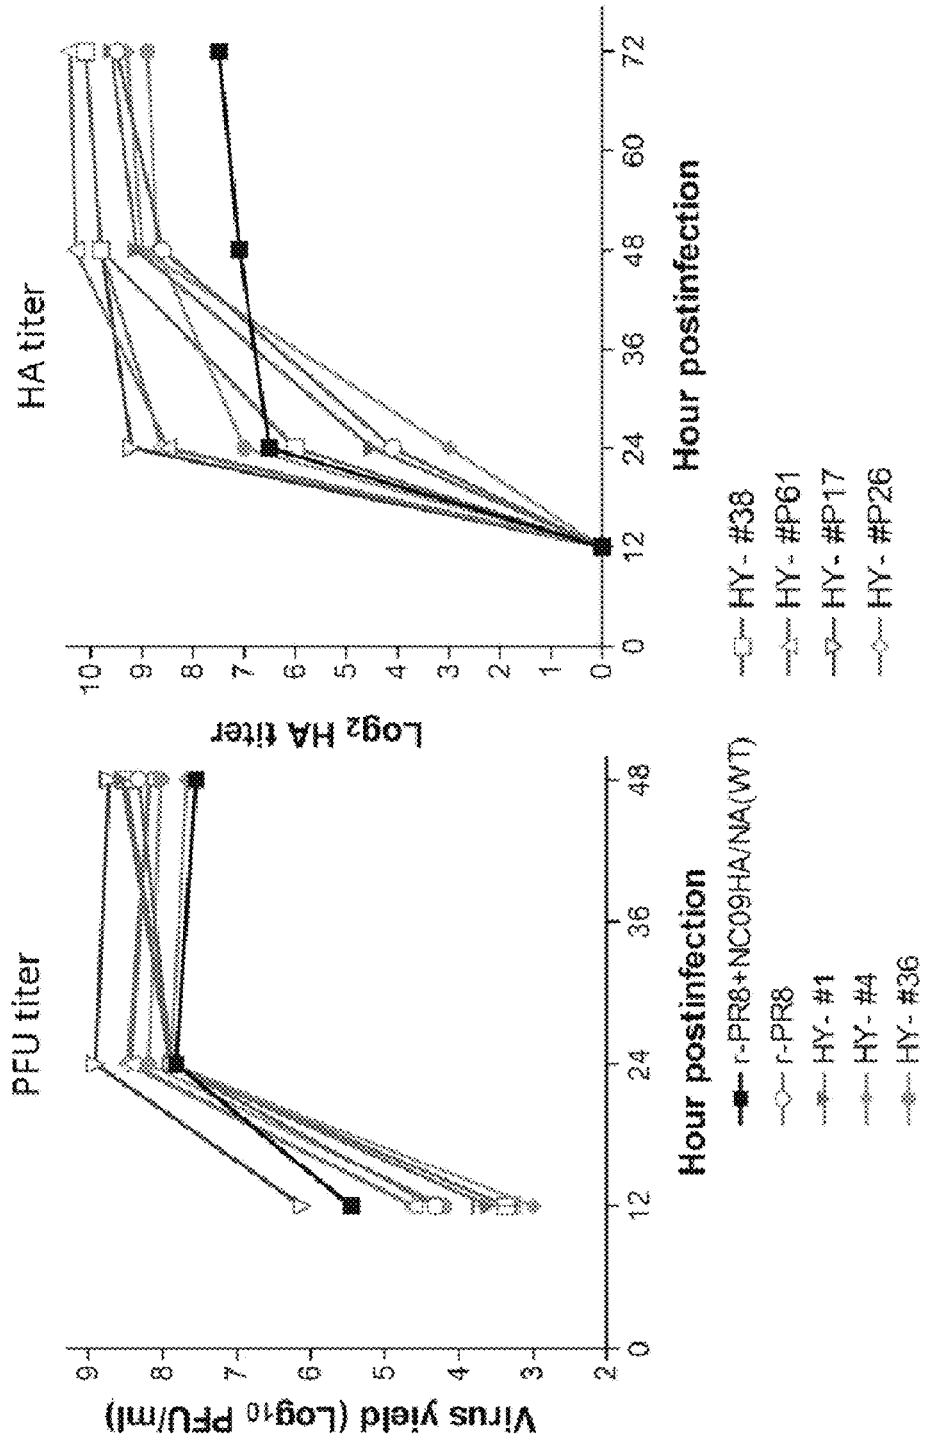 PFU titer
Virus yield (Log10 PFU/ml)
9
8
7
6
5
4
3
2
0
12
24
36
48
Hour postinfection
HA titer
Log2 HA titer
10
9
8
7
6
5
4
3
2
1
0
0
12
24
36
48
60
72
Hour postinfection
r-PR8+NC09HA/NA(WT)
r-PR8
HY- #1
HY- #4
HY- #36
HY- #38
HY- #P61
HY- #P17
HY- #P26